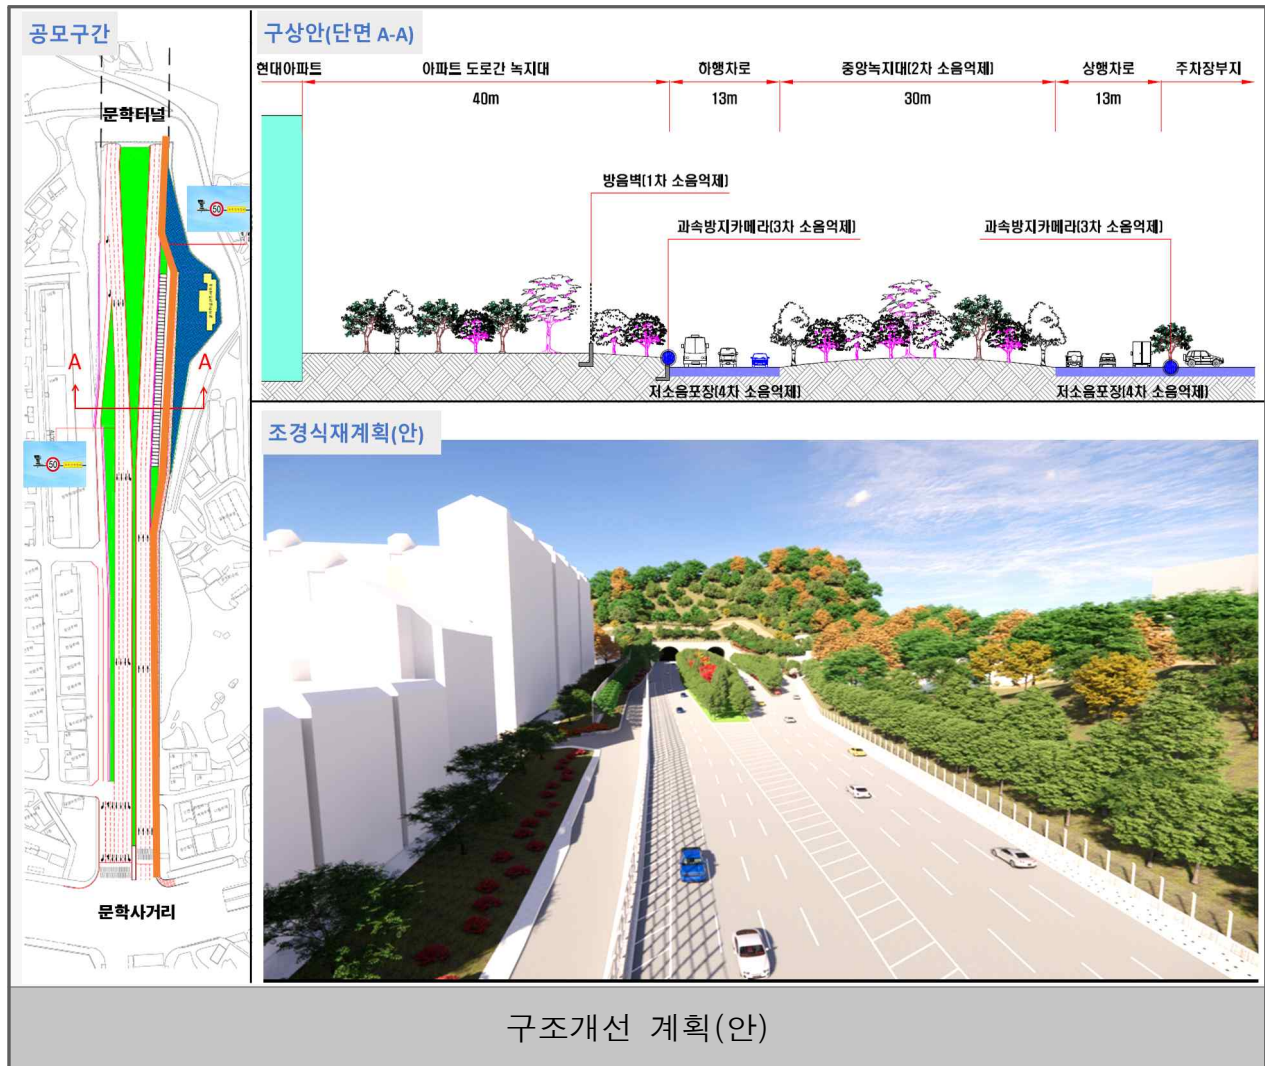 공모구간
문학터널
50
A A
50
문학사거리
구상안(단면 A-A)
현대아파트 아파트 도로간 녹지대 하행차로 중앙녹지대(2차 소음억제) 상행차로 주차장부지
40m 13m 30m 13m
방음벽(1차 소음억제)
과속방지카메라(3차 소음억제) 과속방지카메라(3차 소음억제)
저소음포장(4차 소음억제) 저소음포장(4차 소음억제)
조경식재계획(안)
구조개선 계획(안)